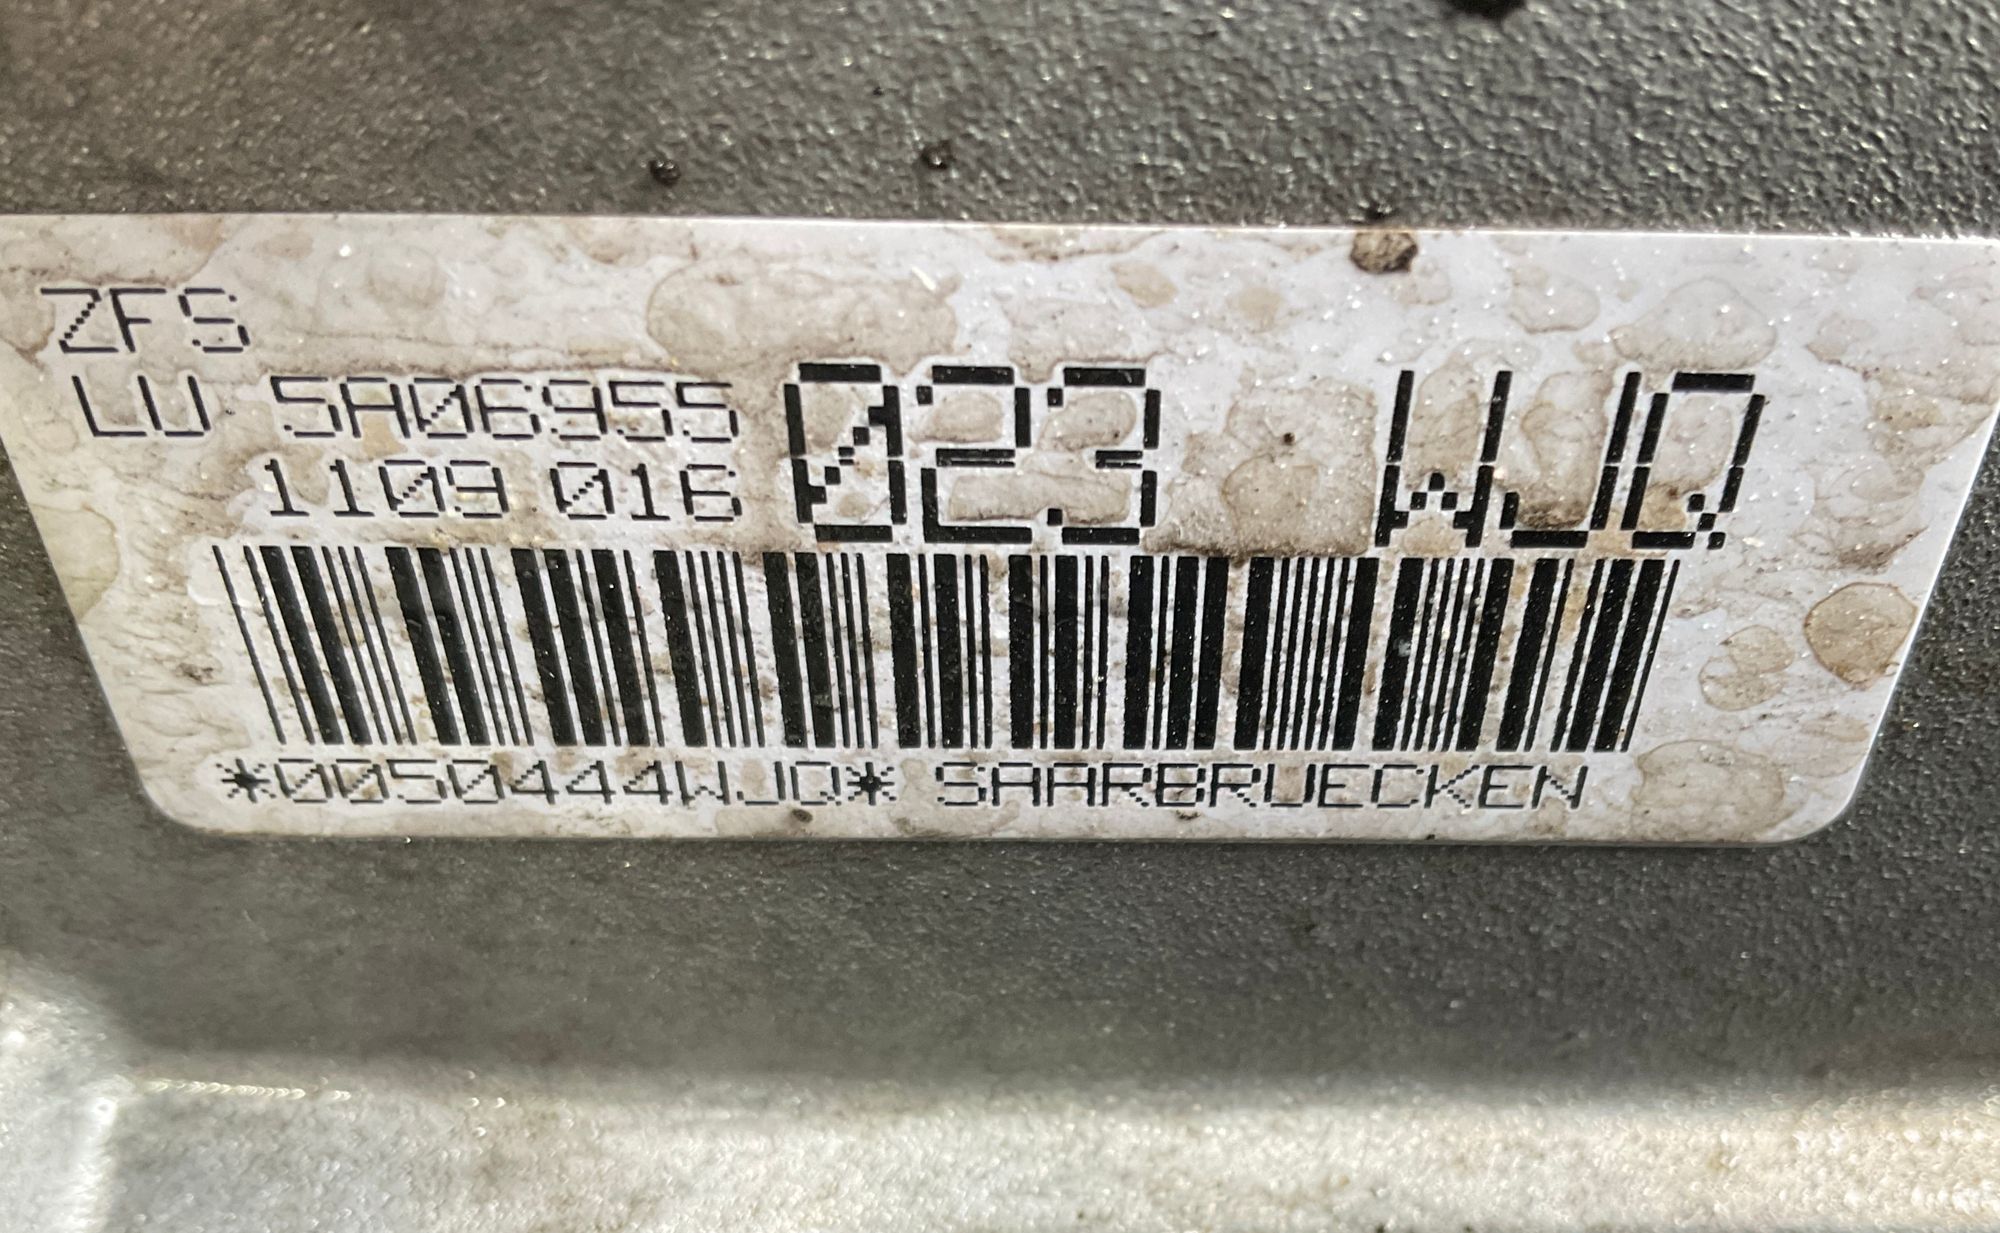 ZFS
LU 5A06955 023 WJQ
1109 016
*0050444WJQ* SAARBRUECKEN